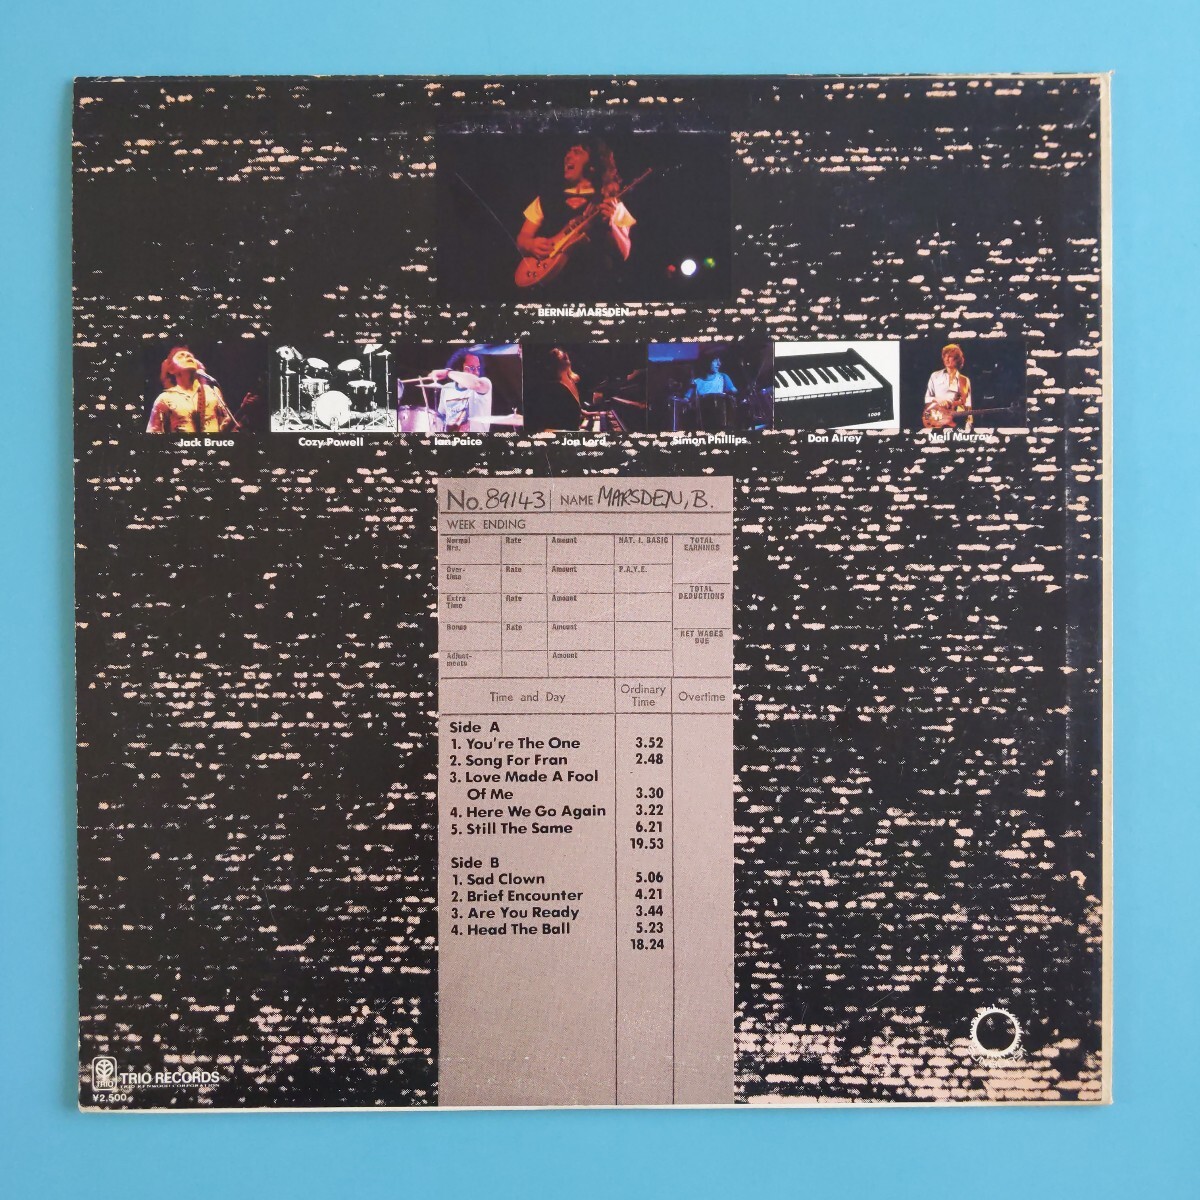 BERNIE MARSDEN
Jack Bruce
Cozy Powell
Ian Paice
Jon Lord
Simon Phillips
Don Airey
Neil Murray
1000
No. 89143 NAME MARSDEN, B.
WEEK ENDING
Normal Hrs. Rate Amount NAT. I. BASIC TOTAL EARNINGS
Over-time Rate Amount P.A.Y.E.
TOTAL DEDUCTIONS
Extra Time Rate Amount
Bonus Rate Amount NET WAGES DUE
Adjust-ments Amount
Time and Day Ordinary Time Overtime
Side A
1. You're The One 3.52
2. Song For Fran 2.48
3. Love Made A Fool
Of Me 3.30
4. Here We Go Again 3.22
5. Still The Same 6.21
19.53
Side B
1. Sad Clown 5.06
2. Brief Encounter 4.21
3. Are You Ready 3.44
4. Head The Ball 5.23
18.24
TRIO
TRIO RECORDS
TRIO KENWOOD CORPORATION
¥2,500